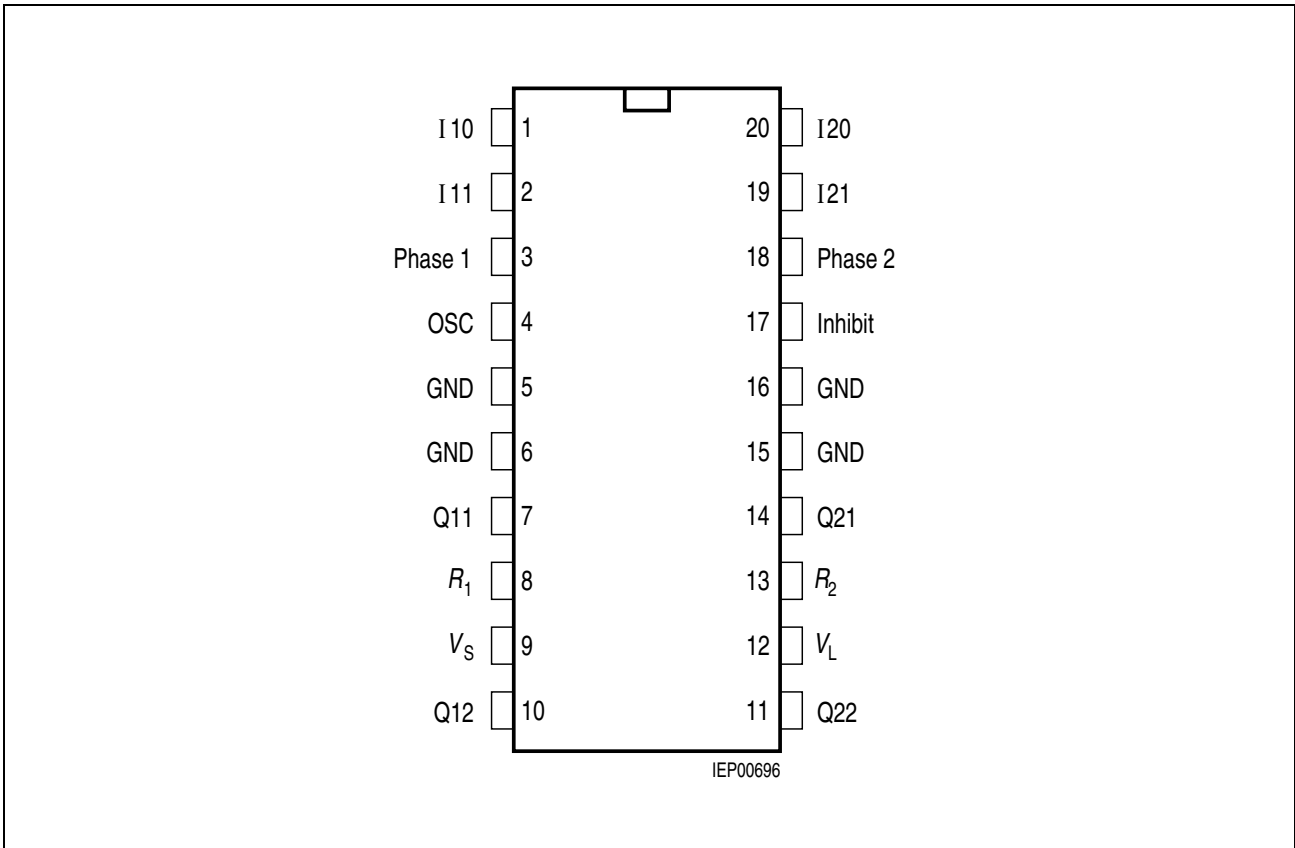 I10 1 20 I20
I11 2 19 I21
Phase 1 3 18 Phase 2
OSC 4 17 Inhibit
GND 5 16 GND
GND 6 15 GND
Q11 7 14 Q21
R1 8 13 R2
VS 9 12 VL
Q12 10 11 Q22
IEP00696